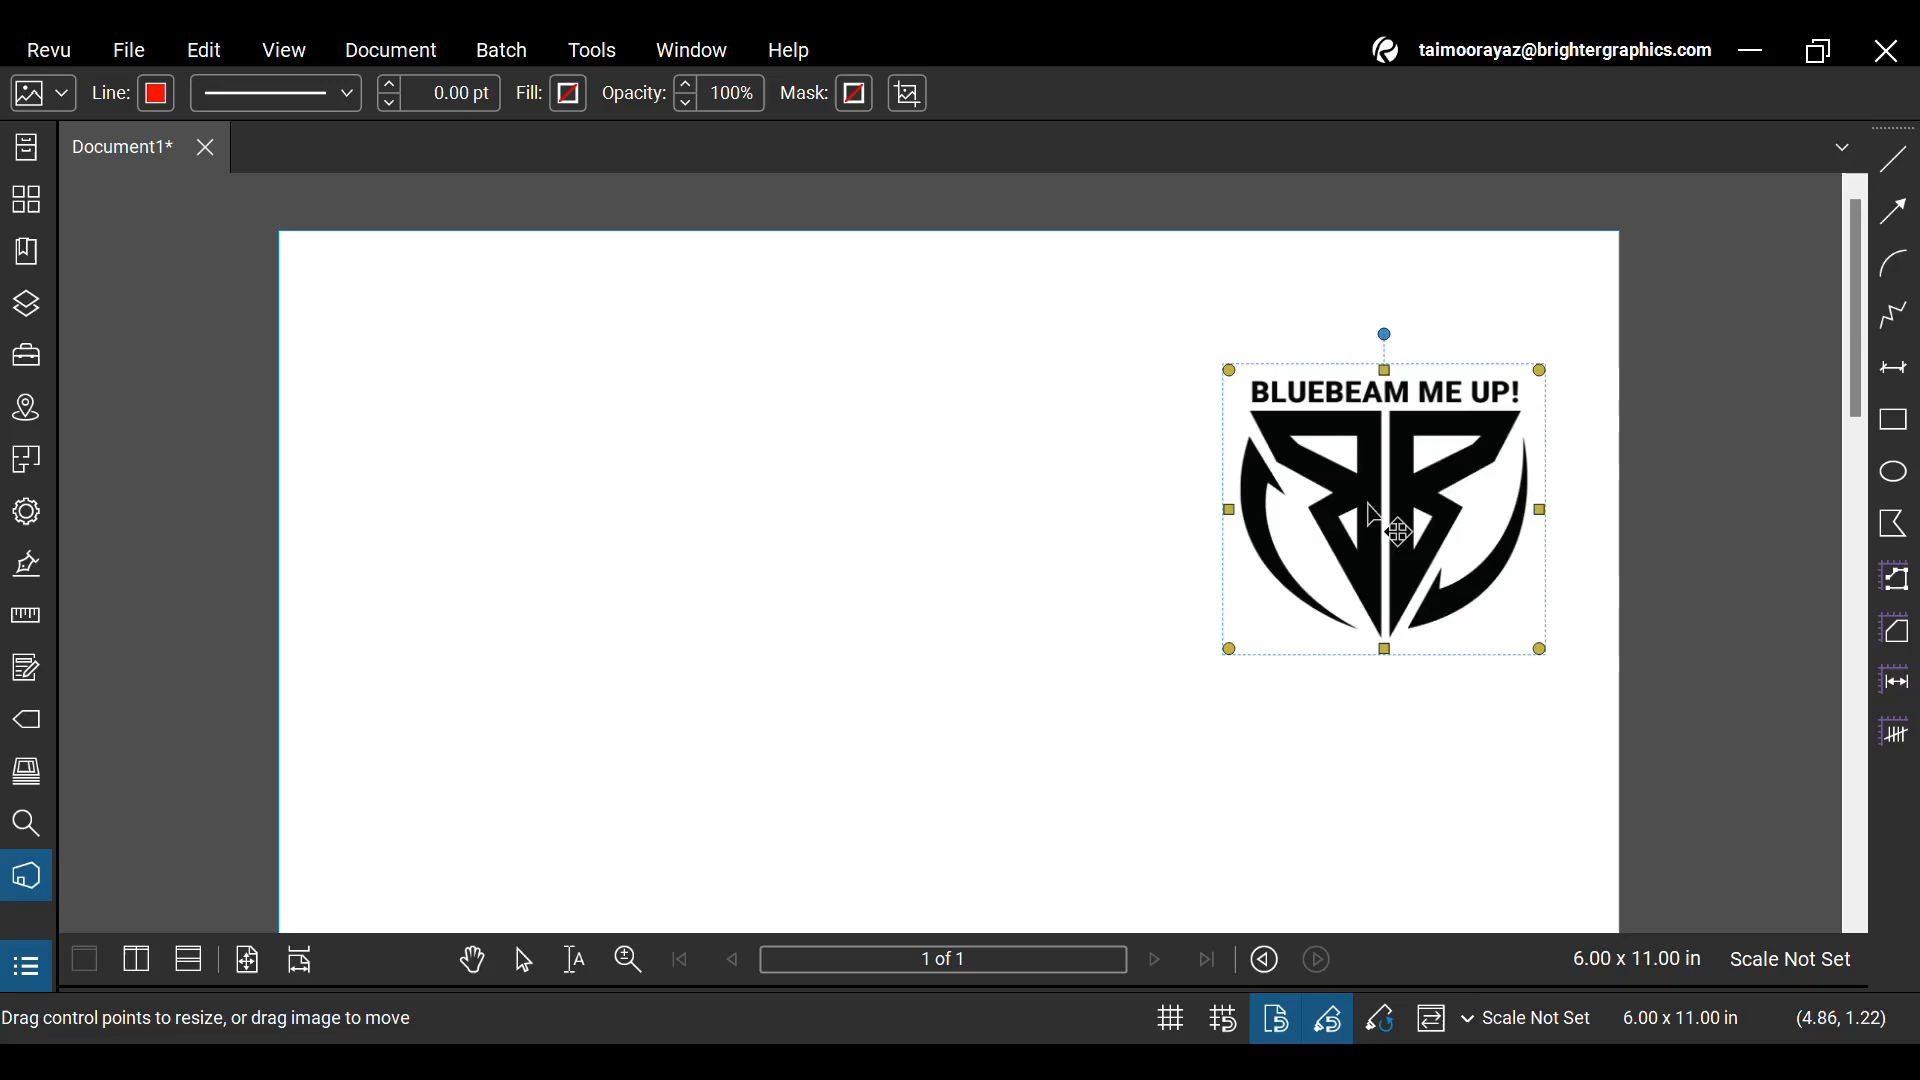 Revu File Edit View Document Batch Tools Window Help taimoorayaz@brightergraphics.com
Line: 0.00 pt Fill: Opacity: 100% Mask:
Document1*
BLUEBEAM ME UP!
1 of 1 6.00 x 11.00 in Scale Not Set
Drag control points to resize, or drag image to move Scale Not Set 6.00 x 11.00 in (4.86, 1.22)